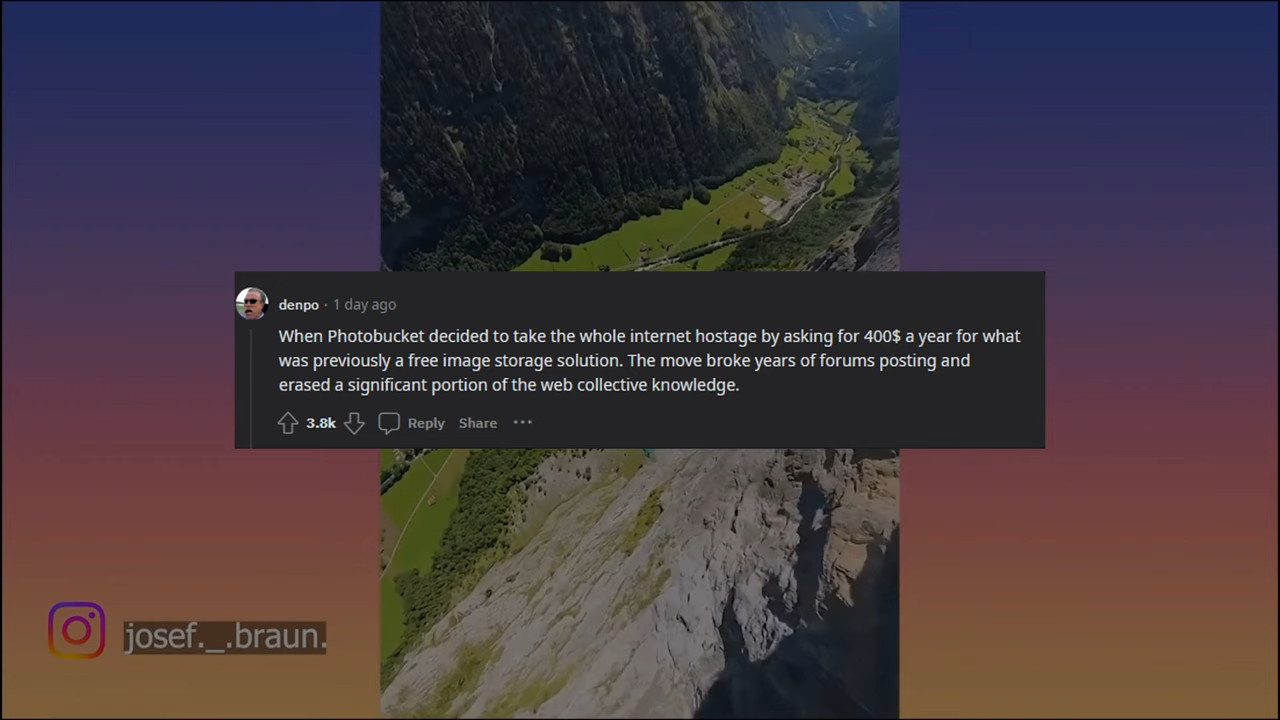 denpo · 1 day ago
When Photobucket decided to take the whole internet hostage by asking for 400$ a year for what
was previously a free image storage solution. The move broke years of forums posting and
erased a significant portion of the web collective knowledge.
3.8k Reply Share ···
josef._.braun.